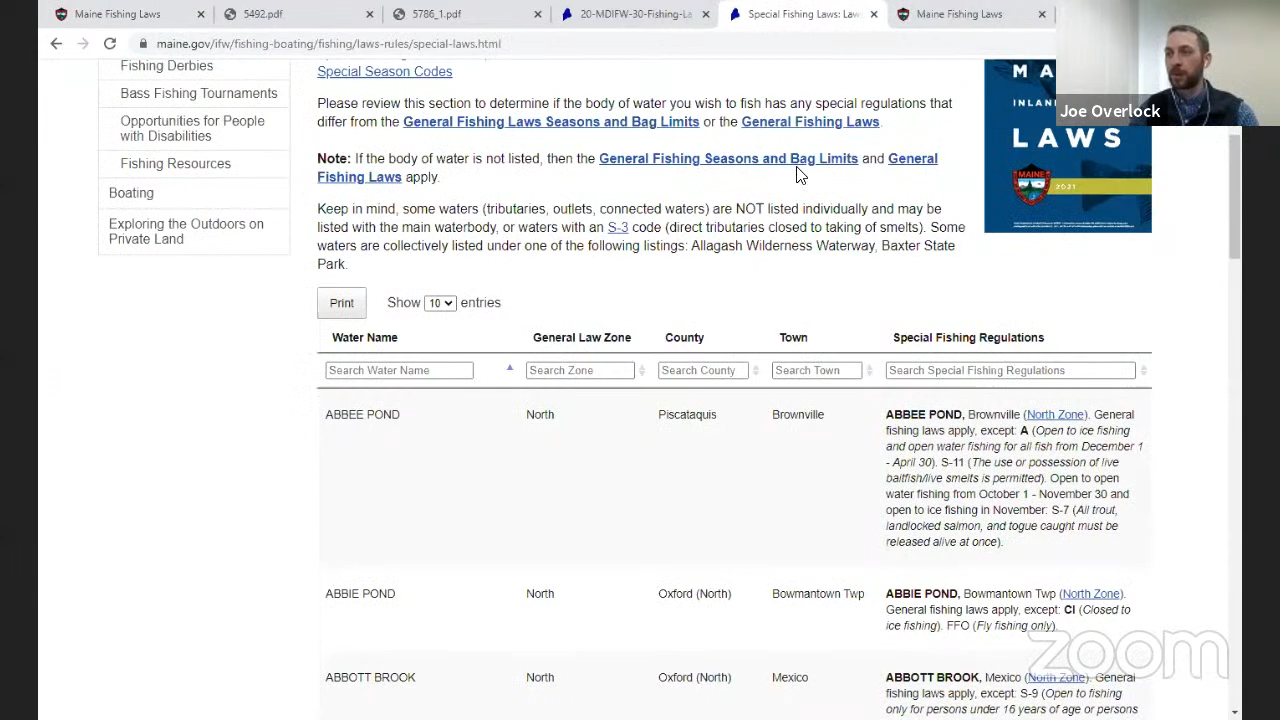 Maine Fishing Laws
5492.pdf
5786_1.pdf
20-MDIFW-30-Fishing-La
Special Fishing Laws: Law
Maine Fishing Laws
maine.gov/ifw/fishing-boating/fishing/laws-rules/special-laws.html
Joe Overlock
Fishing Derbies
Bass Fishing Tournaments
Opportunities for People
with Disabilities
Fishing Resources
Boating
Exploring the Outdoors on
Private Land
Special Season Codes
Please review this section to determine if the body of water you wish to fish has any special regulations that
differ from the General Fishing Laws Seasons and Bag Limits or the General Fishing Laws.
Note: If the body of water is not listed, then the General Fishing Seasons and Bag Limits and General
Fishing Laws apply.
Keep in mind, some waters (tributaries, outlets, connected waters) are NOT listed individually and may be
listed with a main waterbody, or waters with an S-3 code (direct tributaries closed to taking of smelts). Some
waters are collectively listed under one of the following listings: Allagash Wilderness Waterway, Baxter State
Park.
MA
INLAN
LAWS
MAINE
2021
Print
Show 10 entries
Water Name General Law Zone County Town Special Fishing Regulations
Search Water Name Search Zone Search County Search Town Search Special Fishing Regulations
ABBEE POND North Piscataquis Brownville ABBEE POND, Brownville (North Zone). General
fishing laws apply, except: A (Open to ice fishing
and open water fishing for all fish from December 1
- April 30). S-11 (The use or possession of live
baitfish/live smelts is permitted). Open to open
water fishing from October 1 - November 30 and
open to ice fishing in November: S-7 (All trout,
landlocked salmon, and togue caught must be
released alive at once).
ABBIE POND North Oxford (North) Bowmantown Twp ABBIE POND, Bowmantown Twp (North Zone).
General fishing laws apply, except: CI (Closed to
ice fishing). FFO (Fly fishing only).
ABBOTT BROOK North Oxford (North) Mexico ABBOTT BROOK, Mexico (North Zone). General
fishing laws apply, except: S-9 (Open to fishing
only for persons under 16 years of age or persons
zoom